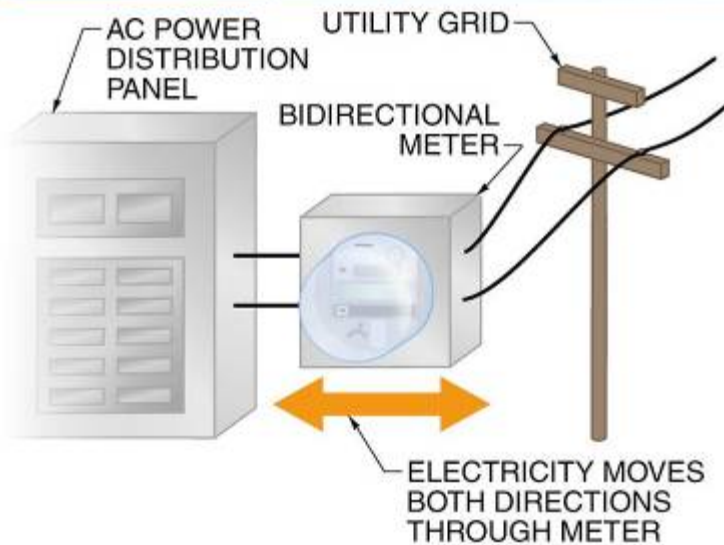 AC POWER
DISTRIBUTION
PANEL
UTILITY GRID
BIDIRECTIONAL
METER
ELECTRICITY MOVES
BOTH DIRECTIONS
THROUGH METER